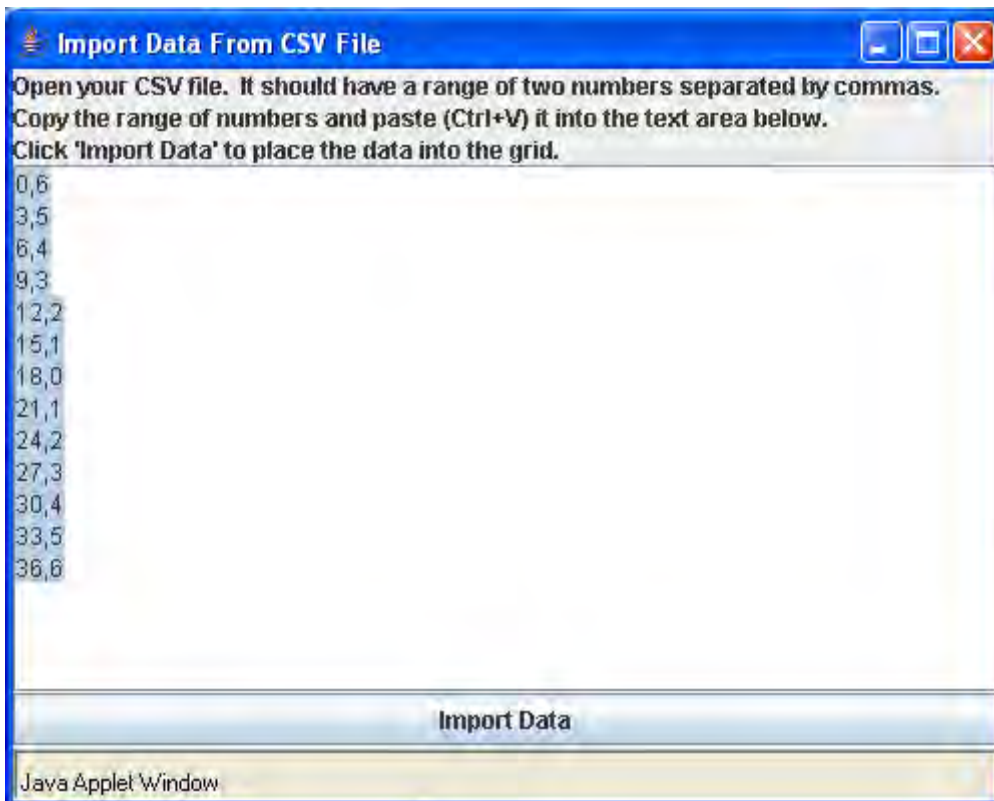 Import Data From CSV File
Open your CSV file. It should have a range of two numbers separated by commas.
Copy the range of numbers and paste (Ctrl+V) it into the text area below.
Click 'Import Data' to place the data into the grid.
0,6
3,5
6,4
9,3
12,2
15,1
18,0
21,1
24,2
27,3
30,4
33,5
36,6
Import Data
Java Applet Window